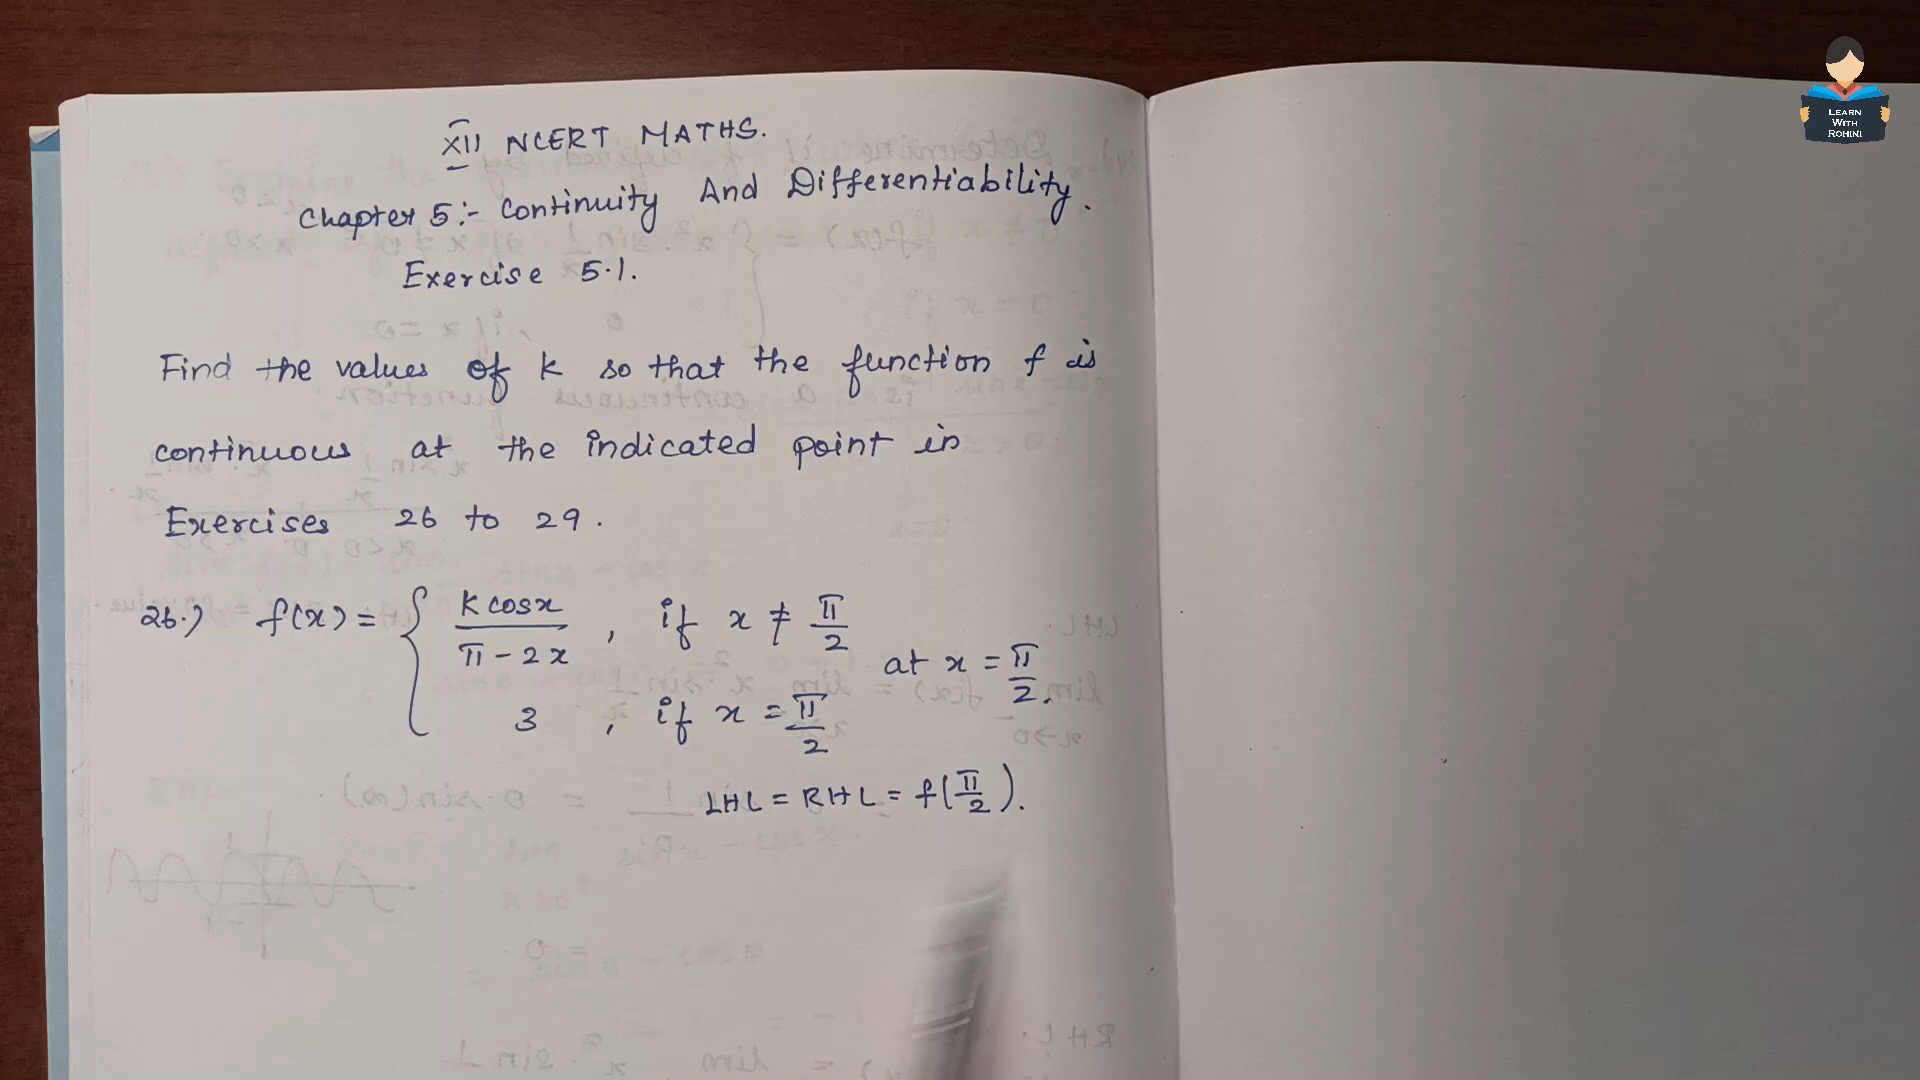 XII NCERT MATHS.
Chapter 5:- Continuity And Differentiability.
Exercise 5.1.
Find the values of k so that the function f is
continuous at the indicated point in
Exercises 26 to 29.
26.) f(x) = { k cosx / π - 2x , if x ≠ π/2
3 , if x = π/2
at x = π/2.
LHL = RHL = f(π/2).
LEARN
WITH
ROHINI